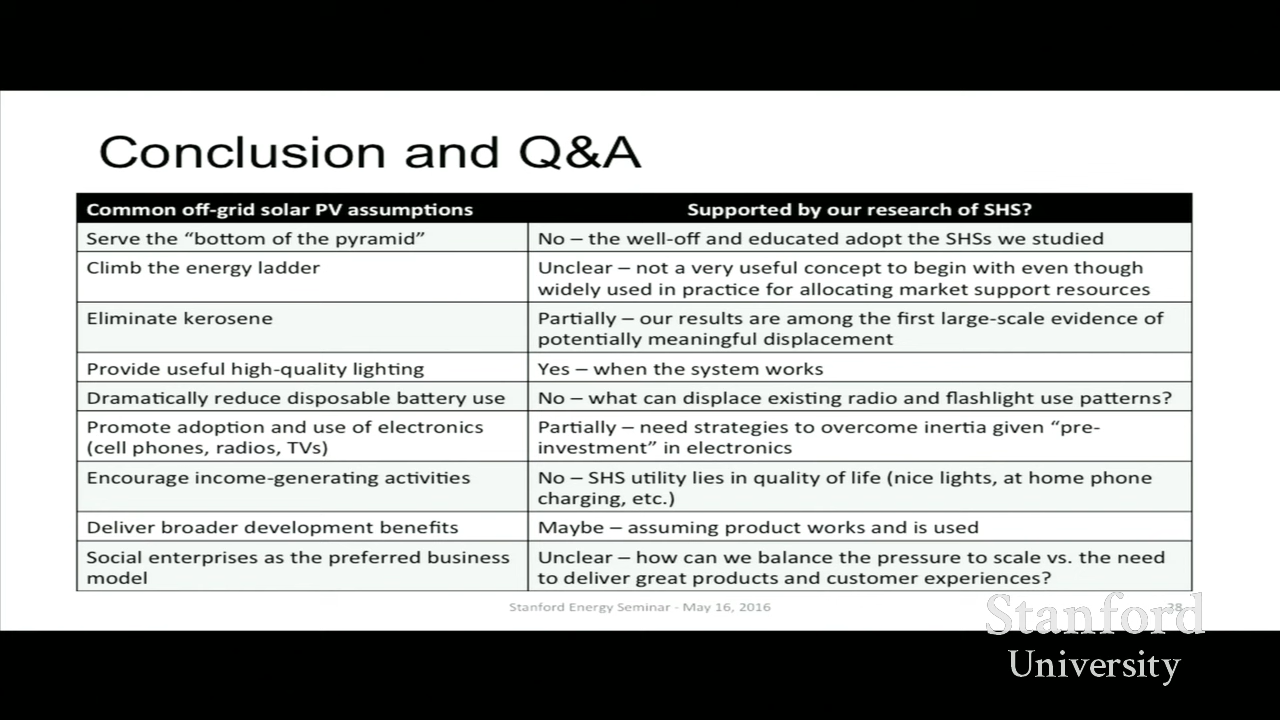 Conclusion and Q&A
Common off-grid solar PV assumptions
Supported by our research of SHS?
Serve the “bottom of the pyramid”
No – the well-off and educated adopt the SHSs we studied
Climb the energy ladder
Unclear – not a very useful concept to begin with even though
widely used in practice for allocating market support resources
Eliminate kerosene
Partially – our results are among the first large-scale evidence of
potentially meaningful displacement
Provide useful high-quality lighting
Yes – when the system works
Dramatically reduce disposable battery use
No – what can displace existing radio and flashlight use patterns?
Promote adoption and use of electronics
(cell phones, radios, TVs)
Partially – need strategies to overcome inertia given “pre-
investment” in electronics
Encourage income-generating activities
No – SHS utility lies in quality of life (nice lights, at home phone
charging, etc.)
Deliver broader development benefits
Maybe – assuming product works and is used
Social enterprises as the preferred business
model
Unclear – how can we balance the pressure to scale vs. the need
to deliver great products and customer experiences?
Stanford Energy Seminar - May 16, 2016
38
Stanford
University